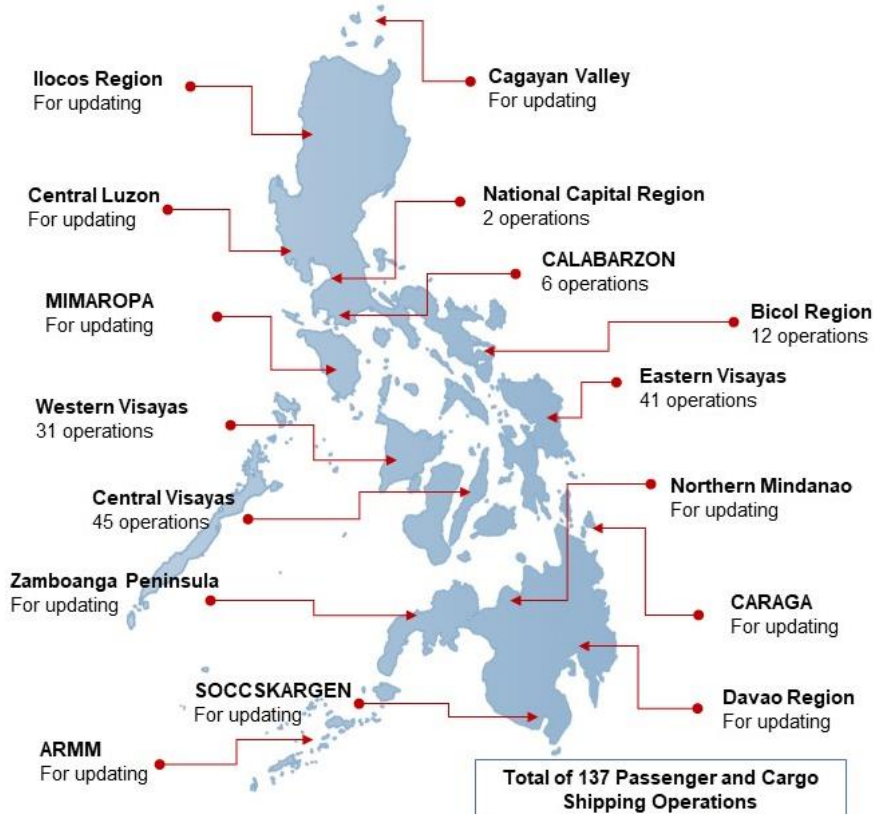 Ilocos Region
For updating
Cagayan Valley
For updating
Central Luzon
For updating
National Capital Region
2 operations
CALABARZON
6 operations
MIMAROPA
For updating
Bicol Region
12 operations
Eastern Visayas
41 operations
Western Visayas
31 operations
Northern Mindanao
For updating
Central Visayas
45 operations
Zamboanga Peninsula
For updating
CARAGA
For updating
SOCCSKARGEN
For updating
Davao Region
For updating
ARMM
For updating
Total of 137 Passenger and Cargo
Shipping Operations